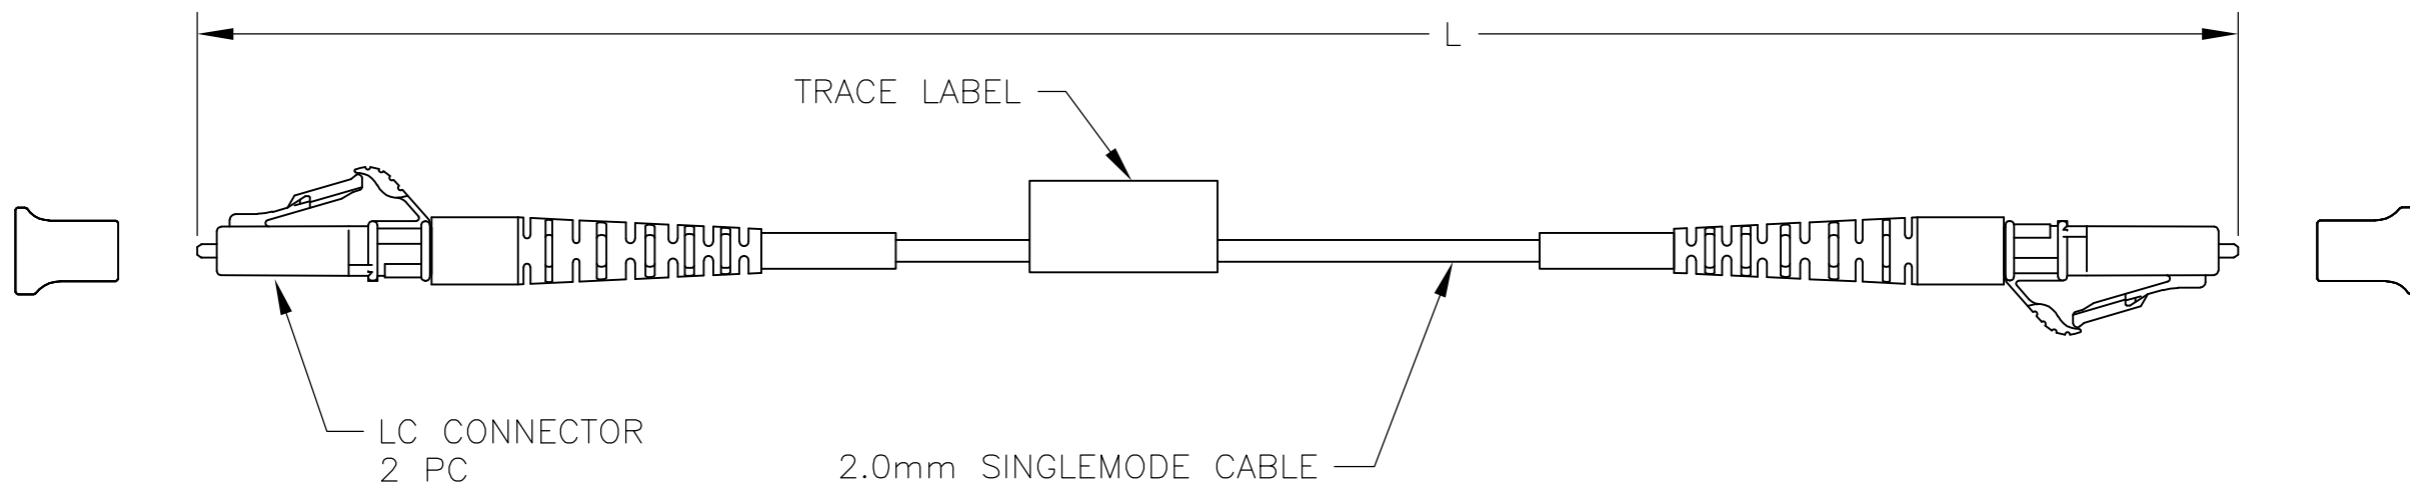 L
TRACE LABEL
LC CONNECTOR
2 PC
2.0mm SINGLEMODE CABLE